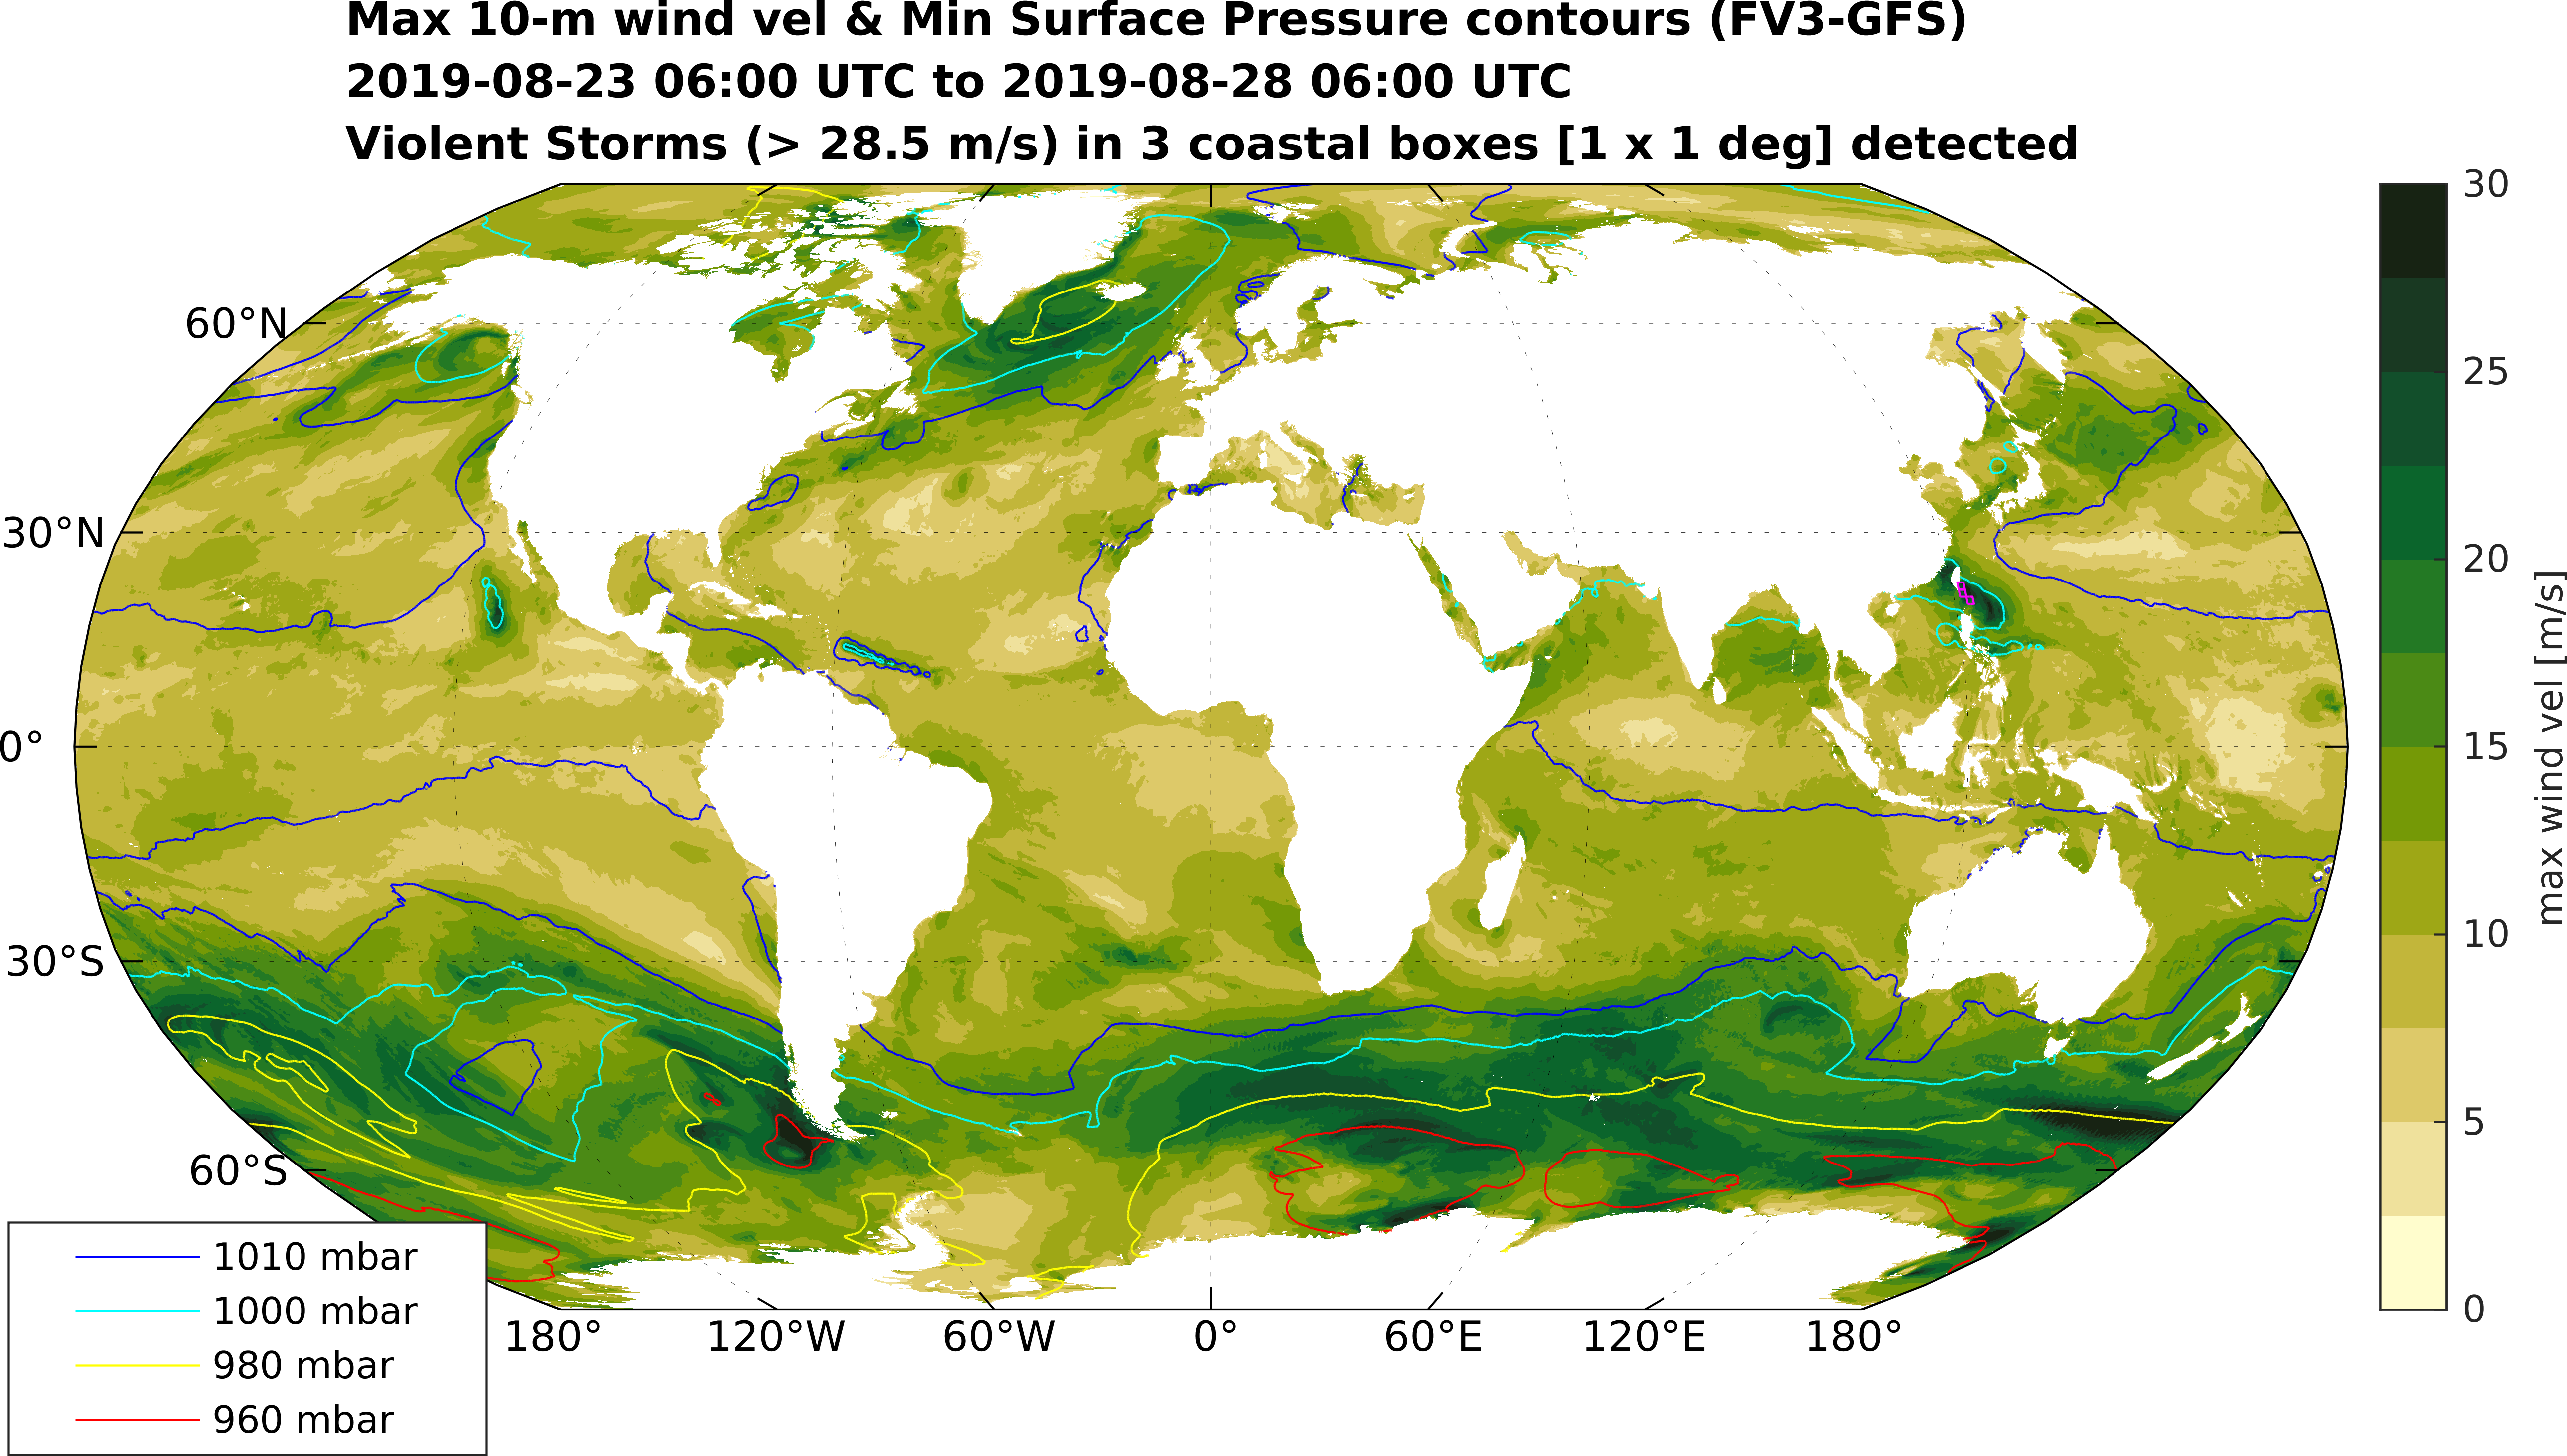 Max 10-m wind vel & Min Surface Pressure contours (FV3-GFS)
2019-08-23 06:00 UTC to 2019-08-28 06:00 UTC
Violent Storms (> 28.5 m/s) in 3 coastal boxes [1 x 1 deg] detected
60°N
30°N
0°
30°S
60°S
180°
120°W
60°W
0°
60°E
120°E
180°
1010 mbar
1000 mbar
980 mbar
960 mbar
30
25
20
15
10
5
0
max wind vel [m/s]